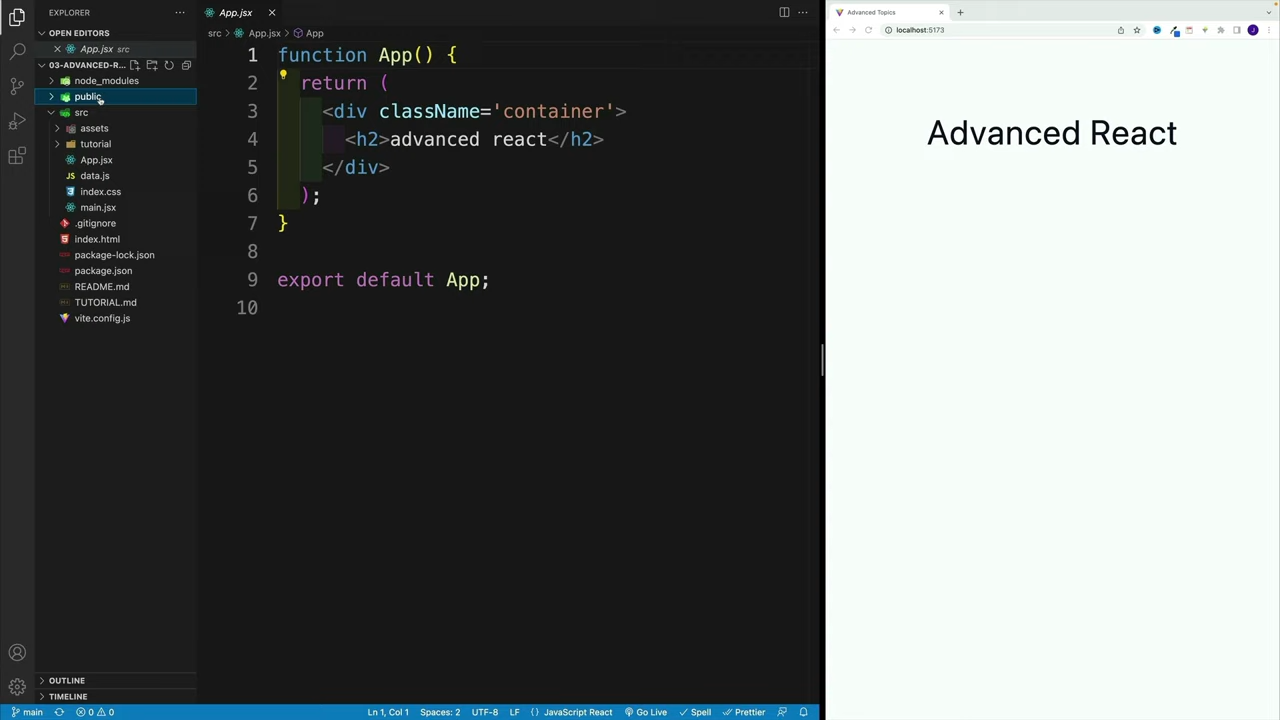 EXPLORER
OPEN EDITORS
App.jsx src
03-ADVANCED-R...
node_modules
public
src
assets
tutorial
App.jsx
data.js
index.css
main.jsx
.gitignore
index.html
package-lock.json
package.json
README.md
TUTORIAL.md
vite.config.js
OUTLINE
TIMELINE
App.jsx
src > App.jsx > App
1 function App() {
2 return (
3 <div className='container'>
4 <h2>advanced react</h2>
5 </div>
6 );
7 }
8
9 export default App;
10
main
0 0
Ln 1, Col 1
Spaces: 2
UTF-8
LF
{} JavaScript React
Go Live
Spell
Prettier
Advanced Topics
localhost:5173
J
Advanced React